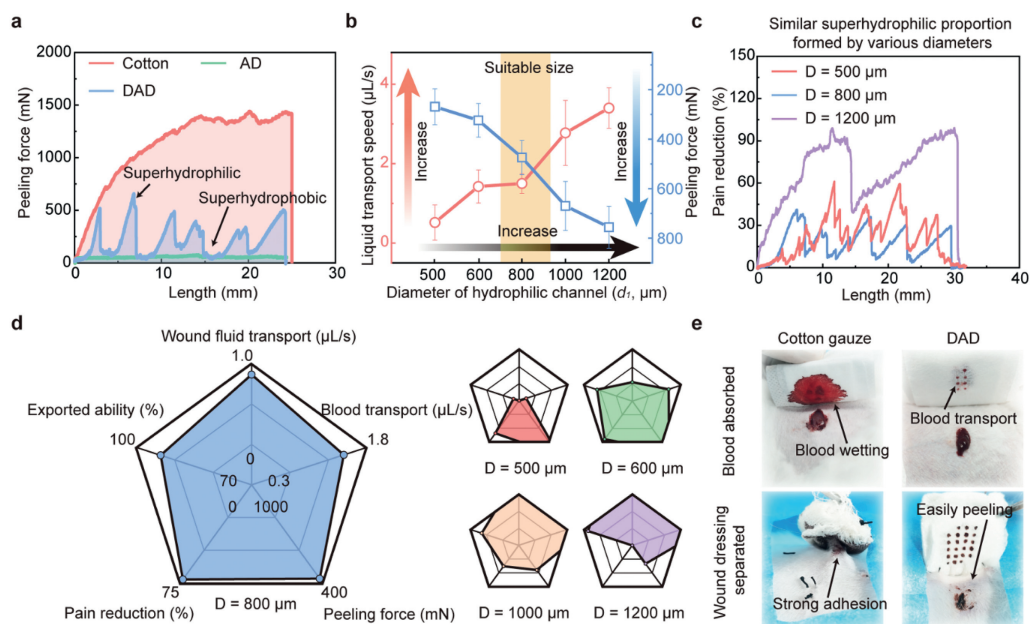 a
2000
1500
1000
500
0
Peeling force (mN)
Cotton
AD
DAD
Superhydrophilic
Superhydrophobic
0
10
20
30
Length (mm)
b
Liquid transport speed (μL/s)
4
2
0
Suitable size
Increase
Increase
Increase
200
400
600
800
Peeling force (mN)
500
600
800
1000
1200
Diameter of hydrophilic channel (d₁, μm)
c
Similar superhydrophilic proportion
formed by various diameters
150
120
90
60
30
0
Pain reduction (%)
D = 500 μm
D = 800 μm
D = 1200 μm
0
10
20
30
40
Length (mm)
d
Wound fluid transport (μL/s)
1.0
Exported ability (%)
100
Blood transport (μL/s)
1.8
0
70
0.3
0
1000
75
400
Pain reduction (%)
D = 800 μm
Peeling force (mN)
D = 500 μm
D = 600 μm
D = 1000 μm
D = 1200 μm
e
Cotton gauze
DAD
Blood absorbed
Blood wetting
Blood transport
Wound dressing
separated
Strong adhesion
Easily peeling